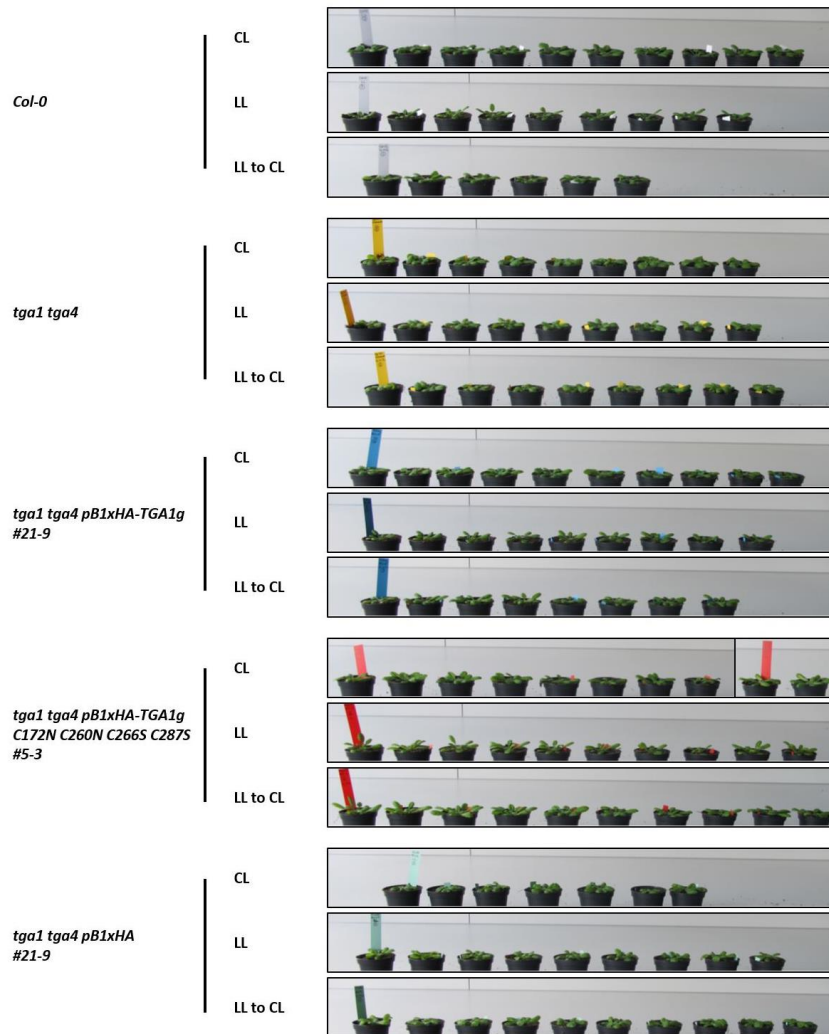 CL
Col-0
LL
LL to CL
CL
tga1 tga4
LL
LL to CL
CL
tga1 tga4 pB1xHA-TGA1g
#21-9
LL
LL to CL
CL
tga1 tga4 pB1xHA-TGA1g
C172N C260N C266S C287S
#5-3
LL
LL to CL
CL
tga1 tga4 pB1xHA
#21-9
LL
LL to CL